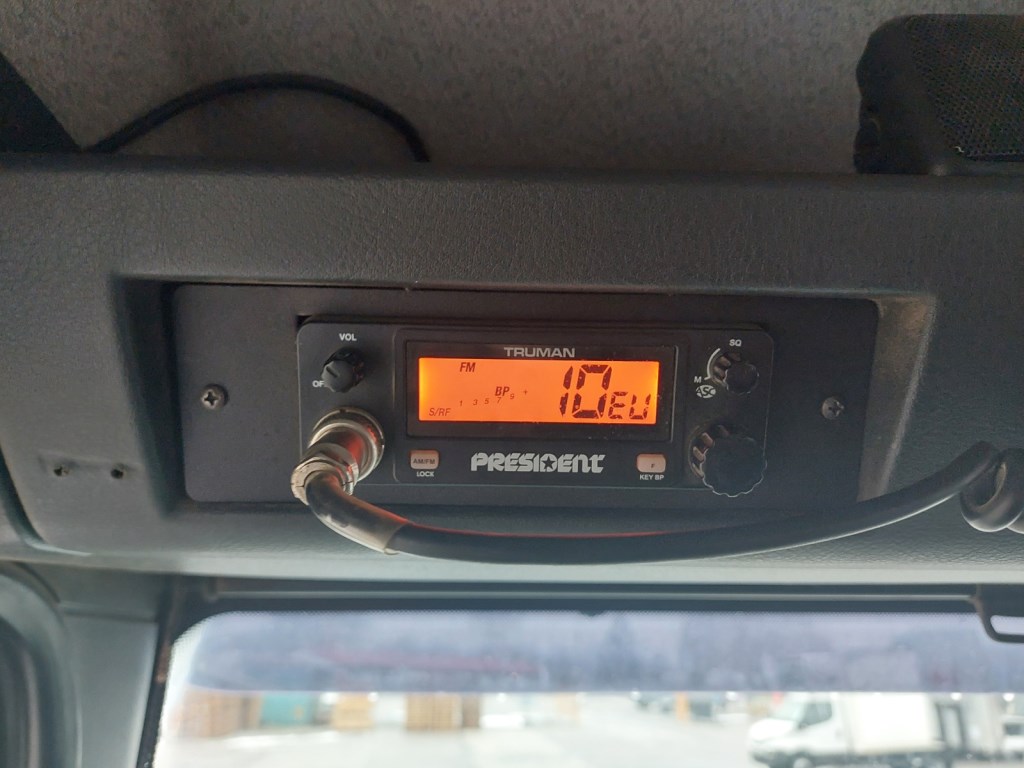 VOL
OFF
TRUMAN
FM
BP
1 3 5 7 9 +
S/RF
10EU
SQ
M
ASC
AM/FM
LOCK
PRESIDENT
F
KEY BP